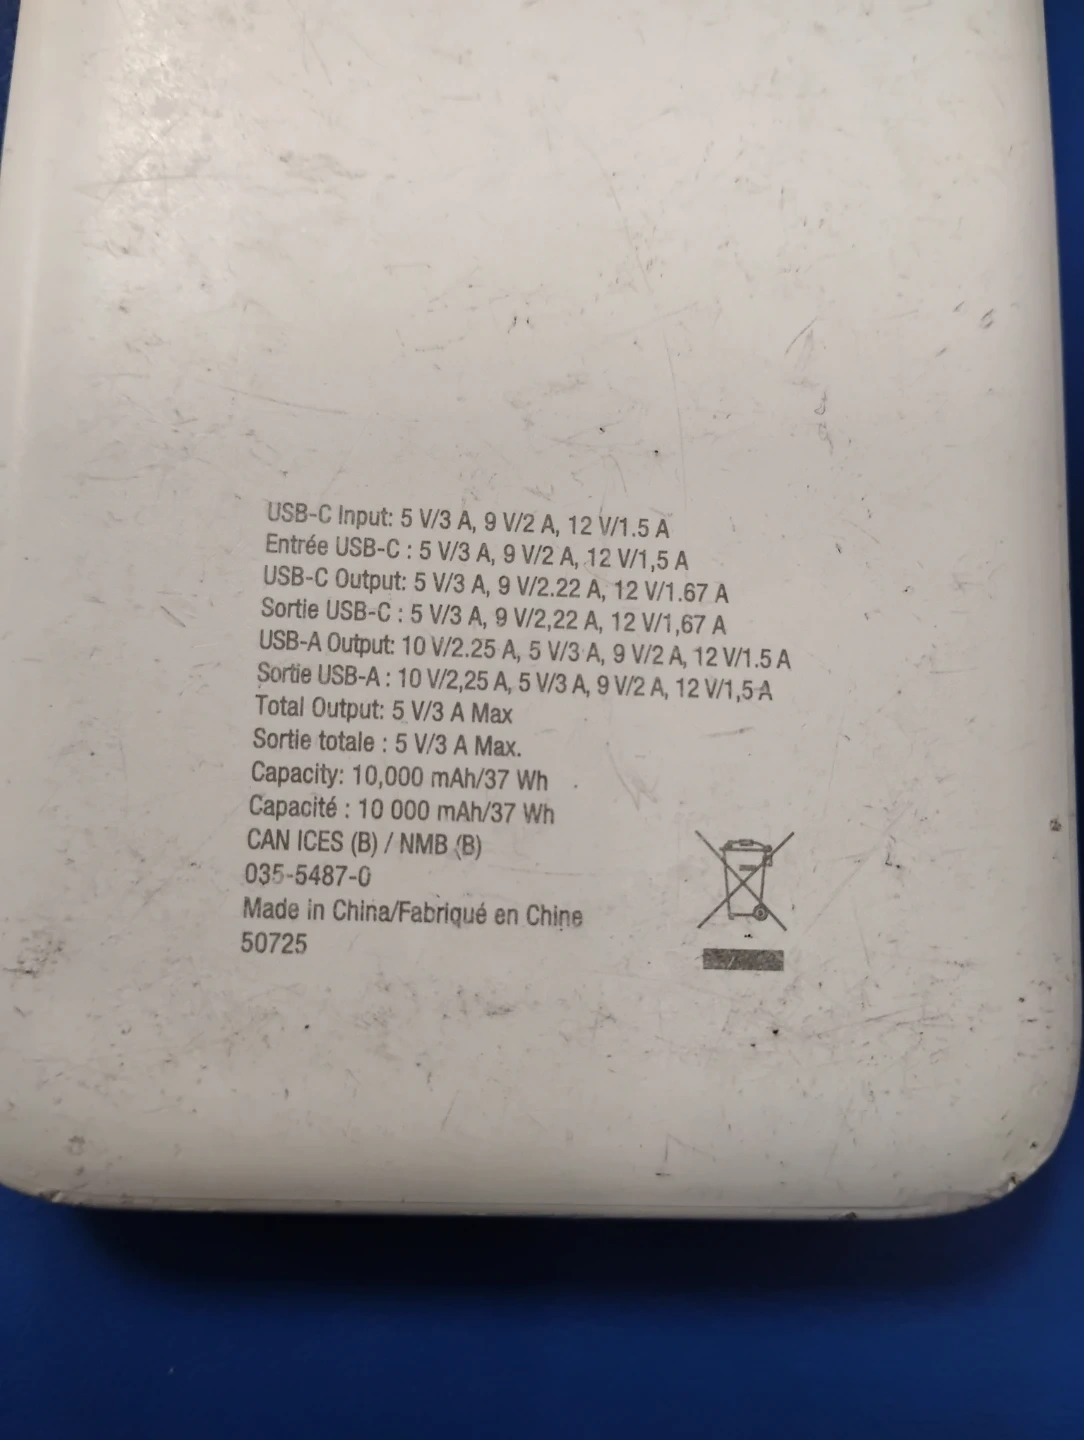 USB-C Input: 5 V/3 A, 9 V/2 A, 12 V/1.5 A
Entrée USB-C : 5 V/3 A, 9 V/2 A, 12 V/1,5 A
USB-C Output: 5 V/3 A, 9 V/2.22 A, 12 V/1.67 A
Sortie USB-C : 5 V/3 A, 9 V/2,22 A, 12 V/1,67 A
USB-A Output: 10 V/2.25 A, 5 V/3 A, 9 V/2 A, 12 V/1.5 A
Sortie USB-A : 10 V/2,25 A, 5 V/3 A, 9 V/2 A, 12 V/1,5 A
Total Output: 5 V/3 A Max
Sortie totale : 5 V/3 A Max.
Capacity: 10,000 mAh/37 Wh
Capacité : 10 000 mAh/37 Wh
CAN ICES (B) / NMB (B)
035-5487-0
Made in China/Fabriqué en Chine
50725